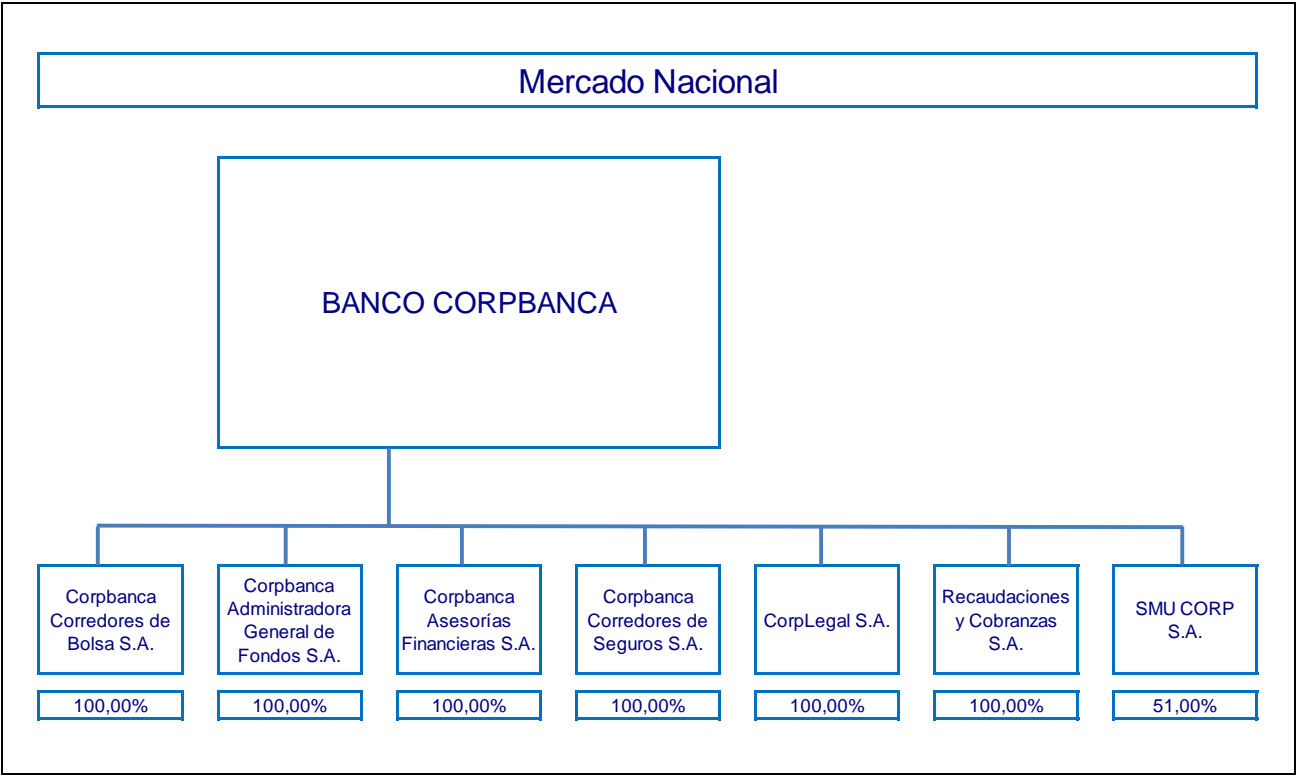 Mercado Nacional
BANCO CORPBANCA
Corpbanca
Corredores de
Bolsa S.A.
Corpbanca
Administradora
General de
Fondos S.A.
Corpbanca
Asesorías
Financieras S.A.
Corpbanca
Corredores de
Seguros S.A.
CorpLegal S.A.
Recaudaciones
y Cobranzas
S.A.
SMU CORP
S.A.
100,00%
100,00%
100,00%
100,00%
100,00%
100,00%
51,00%